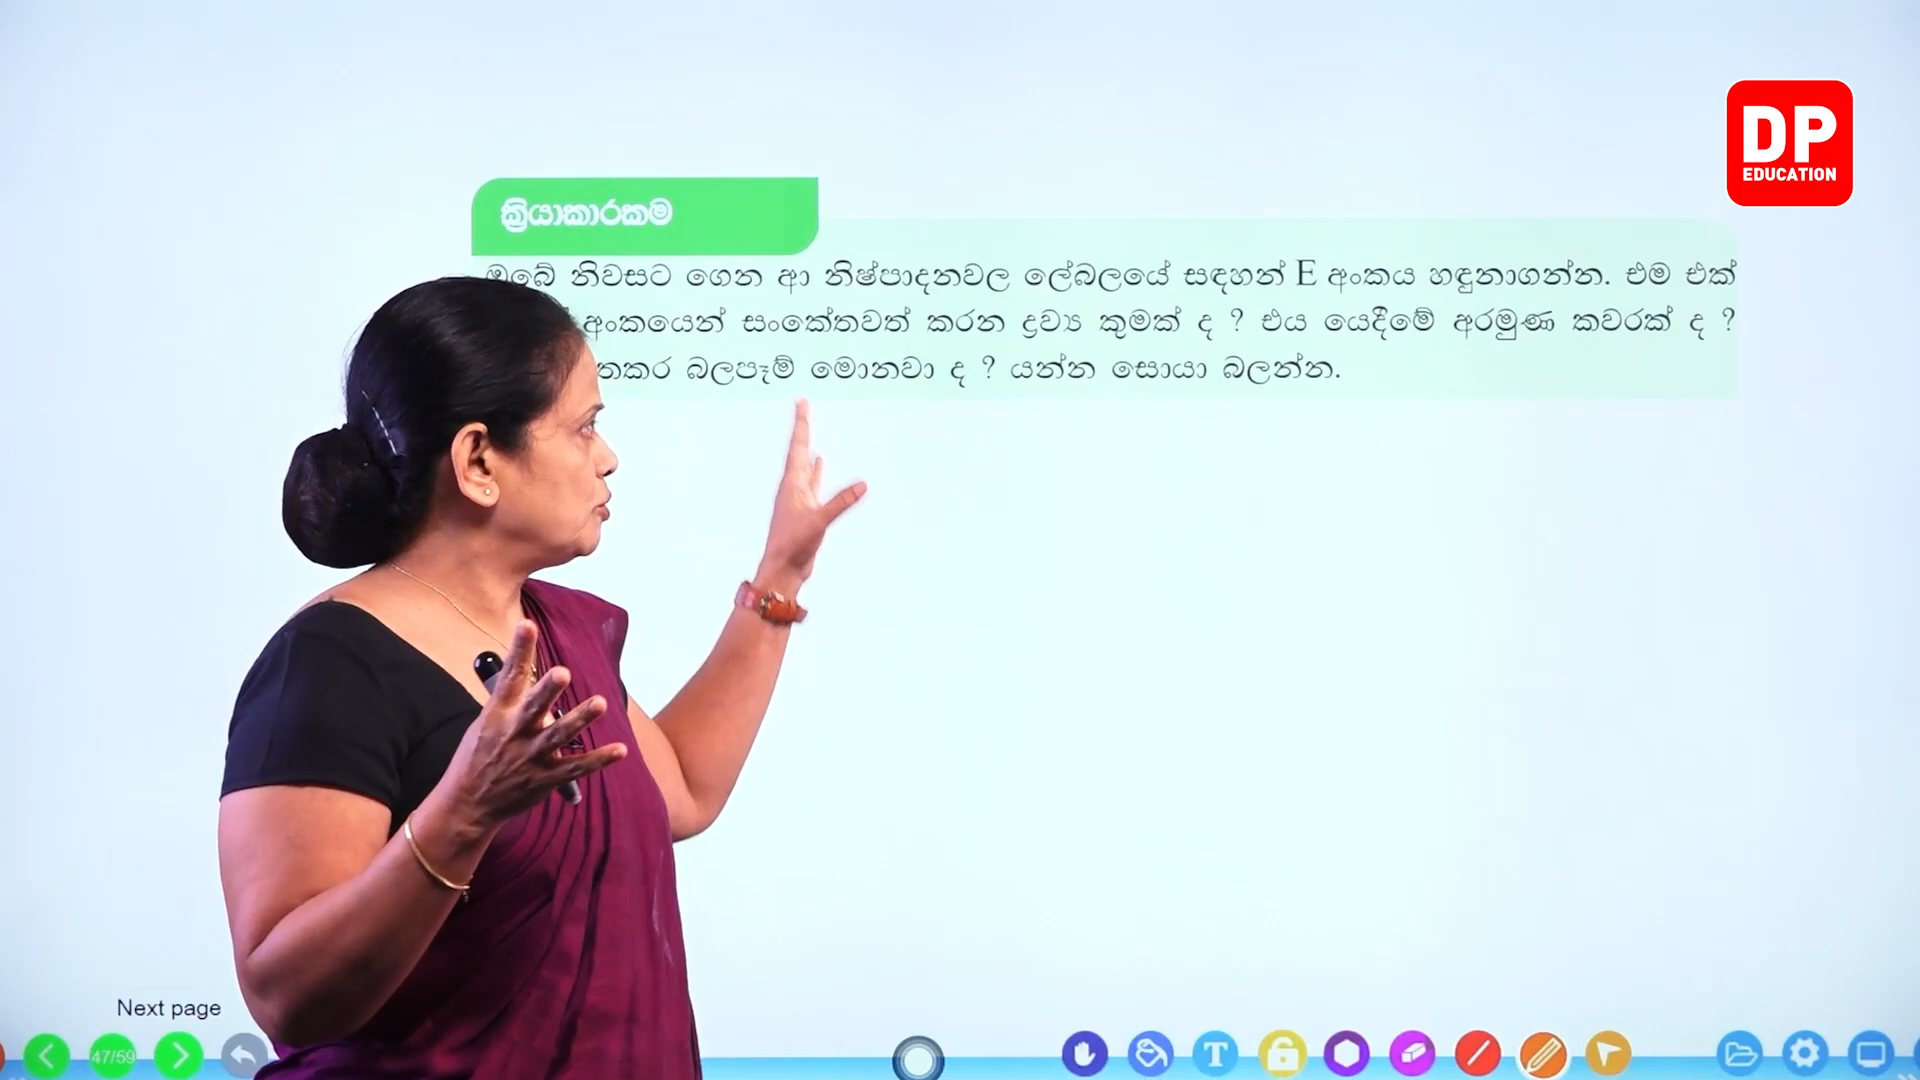 DP
EDUCATION
ක්‍රියාකාරකම
ඔබේ නිවසට ගෙන ආ නිෂ්පාදනවල ලේබලයේ සඳහන් E අංකය හඳුනාගන්න. එම එක්
අංකයෙන් සංකේතවත් කරන ද්‍රව්‍ය කුමක් ද ? එය යෙදීමේ අරමුණ කවරක් ද ?
බලපෑම් මොනවා ද ? යන්න සොයා බලන්න.
Next page
47/59
T